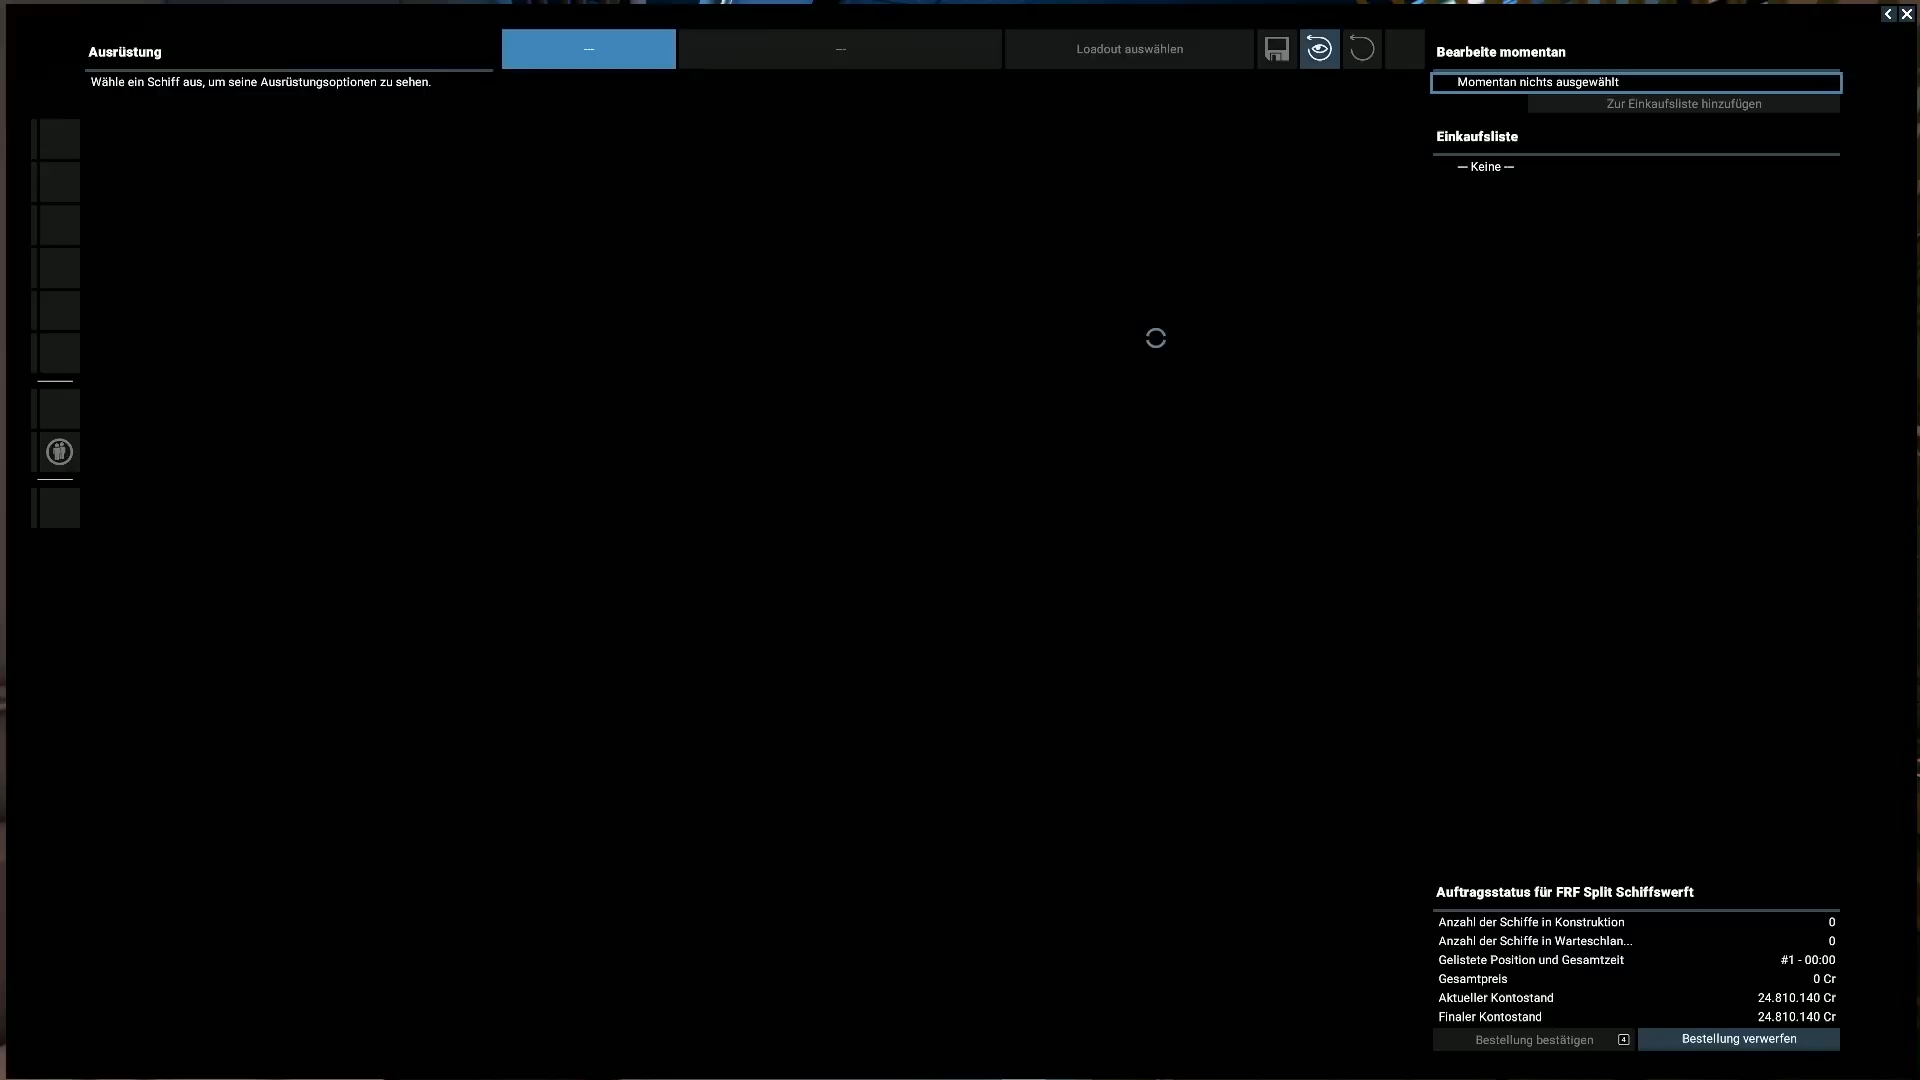 Ausrüstung
Wähle ein Schiff aus, um seine Ausrüstungsoptionen zu sehen.
---
---
Loadout auswählen
Bearbeite momentan
Momentan nichts ausgewählt
Zur Einkaufsliste hinzufügen
Einkaufsliste
--- Keine ---
Auftragsstatus für FRF Split Schiffswerft
Anzahl der Schiffe in Konstruktion 0
Anzahl der Schiffe in Warteschlan... 0
Gelistete Position und Gesamtzeit #1 - 00:00
Gesamtpreis 0 Cr
Aktueller Kontostand 24.810.140 Cr
Finaler Kontostand 24.810.140 Cr
Bestellung bestätigen 4 Bestellung verwerfen